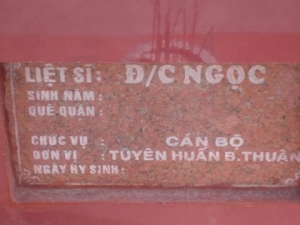 LIỆT SĨ : Đ/C NGỌC
SINH NĂM :
QUÊ QUÁN :
CHỨC VỤ : CÁN BỘ
ĐƠN VỊ : TUYÊN HUẤN B.THUẬN
NGÀY HY SINH :